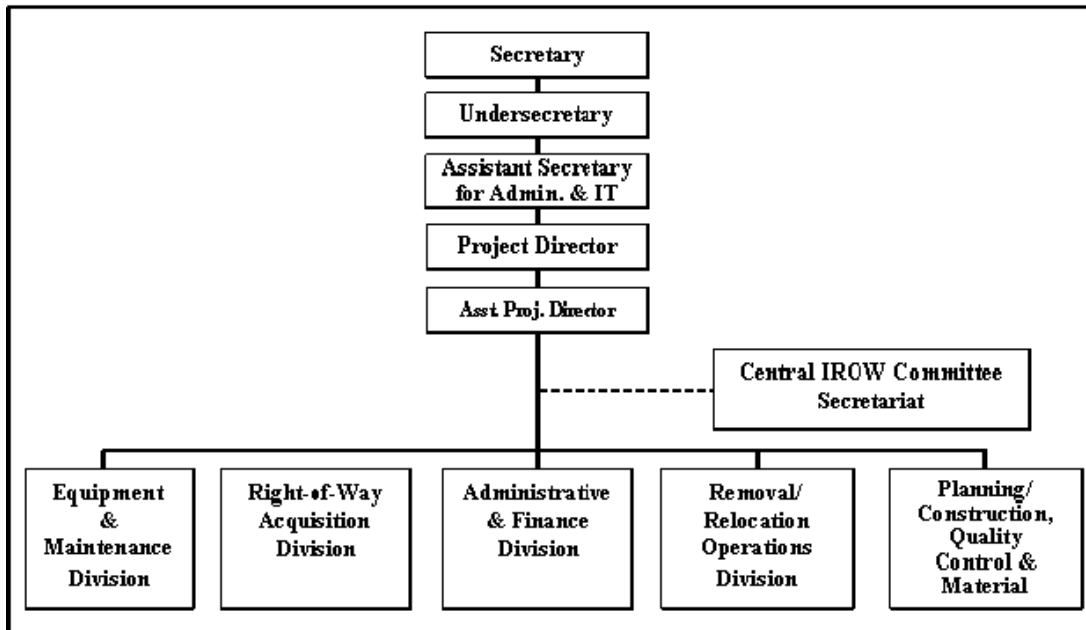 Secretary
Undersecretary
Assistant Secretary
for Admin. & IT
Project Director
Asst. Proj. Director
Central IROW Committee
Secretariat
Equipment
&
Maintenance
Division
Right-of-Way
Acquisition
Division
Administrative
& Finance
Division
Removal/
Relocation
Operations
Division
Planning/
Construction,
Quality
Control &
Material